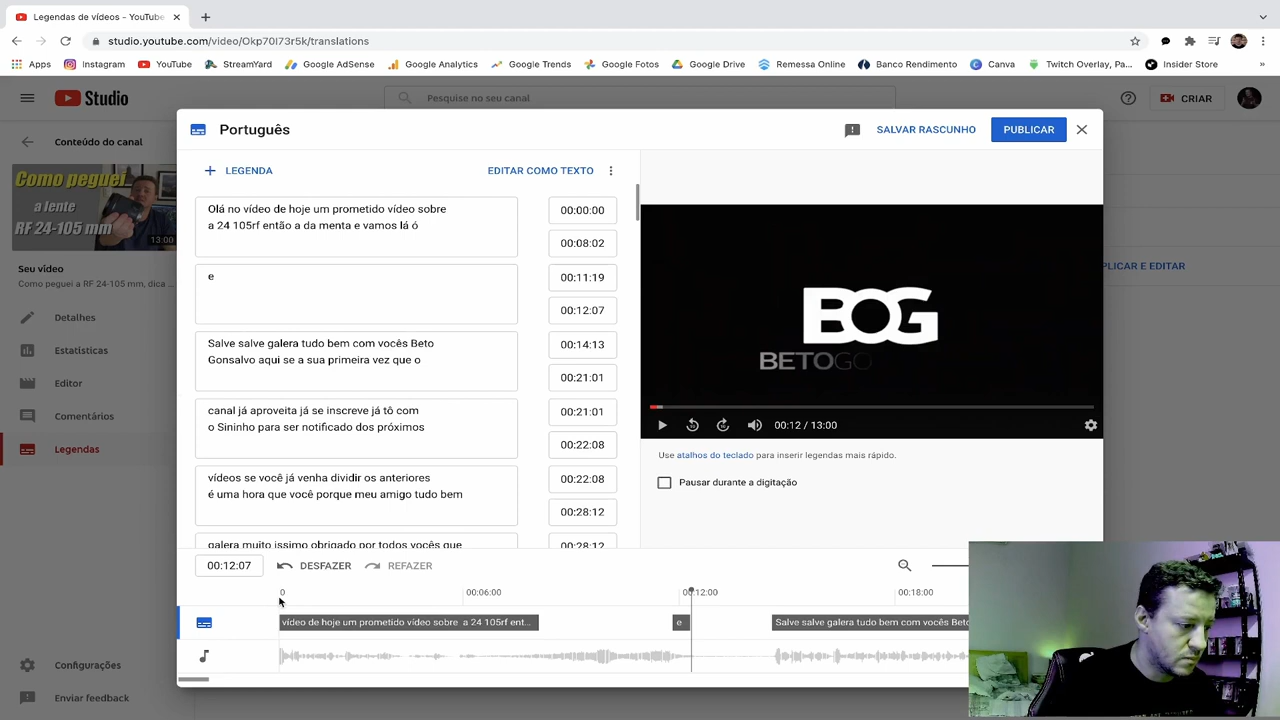 Legendas de vídeos - YouTube
studio.youtube.com/video/Okp70I73r5k/translations
Apps
Instagram
YouTube
StreamYard
Google AdSense
Google Analytics
Google Trends
Google Fotos
Google Drive
Remessa Online
Banco Rendimento
Canva
Twitch Overlay, Pa...
Insider Store
Studio
Pesquise no seu canal
CRIAR
Conteúdo do canal
Como peguei
a lente
RF 24-105 mm
13:00
Seu vídeo
Como peguei a RF 24-105 mm, dica ...
Detalhes
Estatísticas
Editor
Comentários
Legendas
Configurações
Enviar feedback
Português
SALVAR RASCUNHO
PUBLICAR
LEGENDA
EDITAR COMO TEXTO
Olá no vídeo de hoje um prometido vídeo sobre
a 24 105rf então a da menta e vamos lá ó
00:00:00
00:08:02
e
00:11:19
00:12:07
Salve salve galera tudo bem com vocês Beto
Gonsalvo aqui se a sua primeira vez que o
00:14:13
00:21:01
canal já aproveita já se inscreve já tô com
o Sininho para ser notificado dos próximos
00:21:01
00:22:08
vídeos se você já venha dividir os anteriores
é uma hora que você porque meu amigo tudo bem
00:22:08
00:28:12
galera muito issimo obrigado por todos vocês que
00:28:12
BOG
BETOGO
00:12 / 13:00
Use atalhos do teclado para inserir legendas mais rápido.
Pausar durante a digitação
PLICAR E EDITAR
00:12:07
DESFAZER
REFAZER
0
00:06:00
00:12:00
00:18:00
vídeo de hoje um prometido vídeo sobre a 24 105rf ent...
e
Salve salve galera tudo bem com vocês Beto